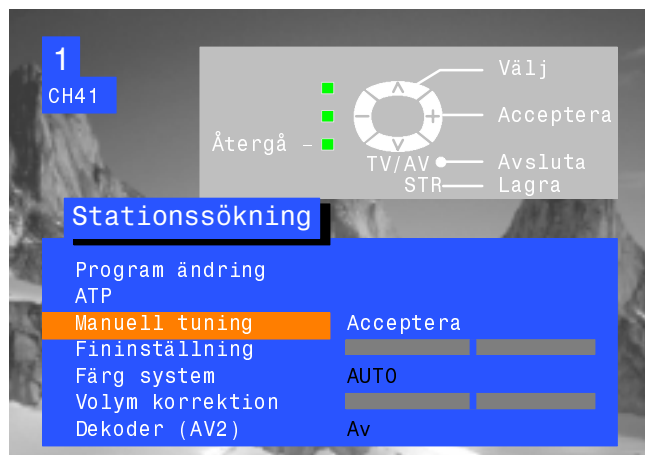 1
CH41
Välj
Acceptera
Återgå –
TV/AV Avsluta
STR Lagra
Stationssökning
Program ändring
ATP
Manuell tuning Acceptera
Fininställning
Färg system AUTO
Volym korrektion
Dekoder (AV2) Av